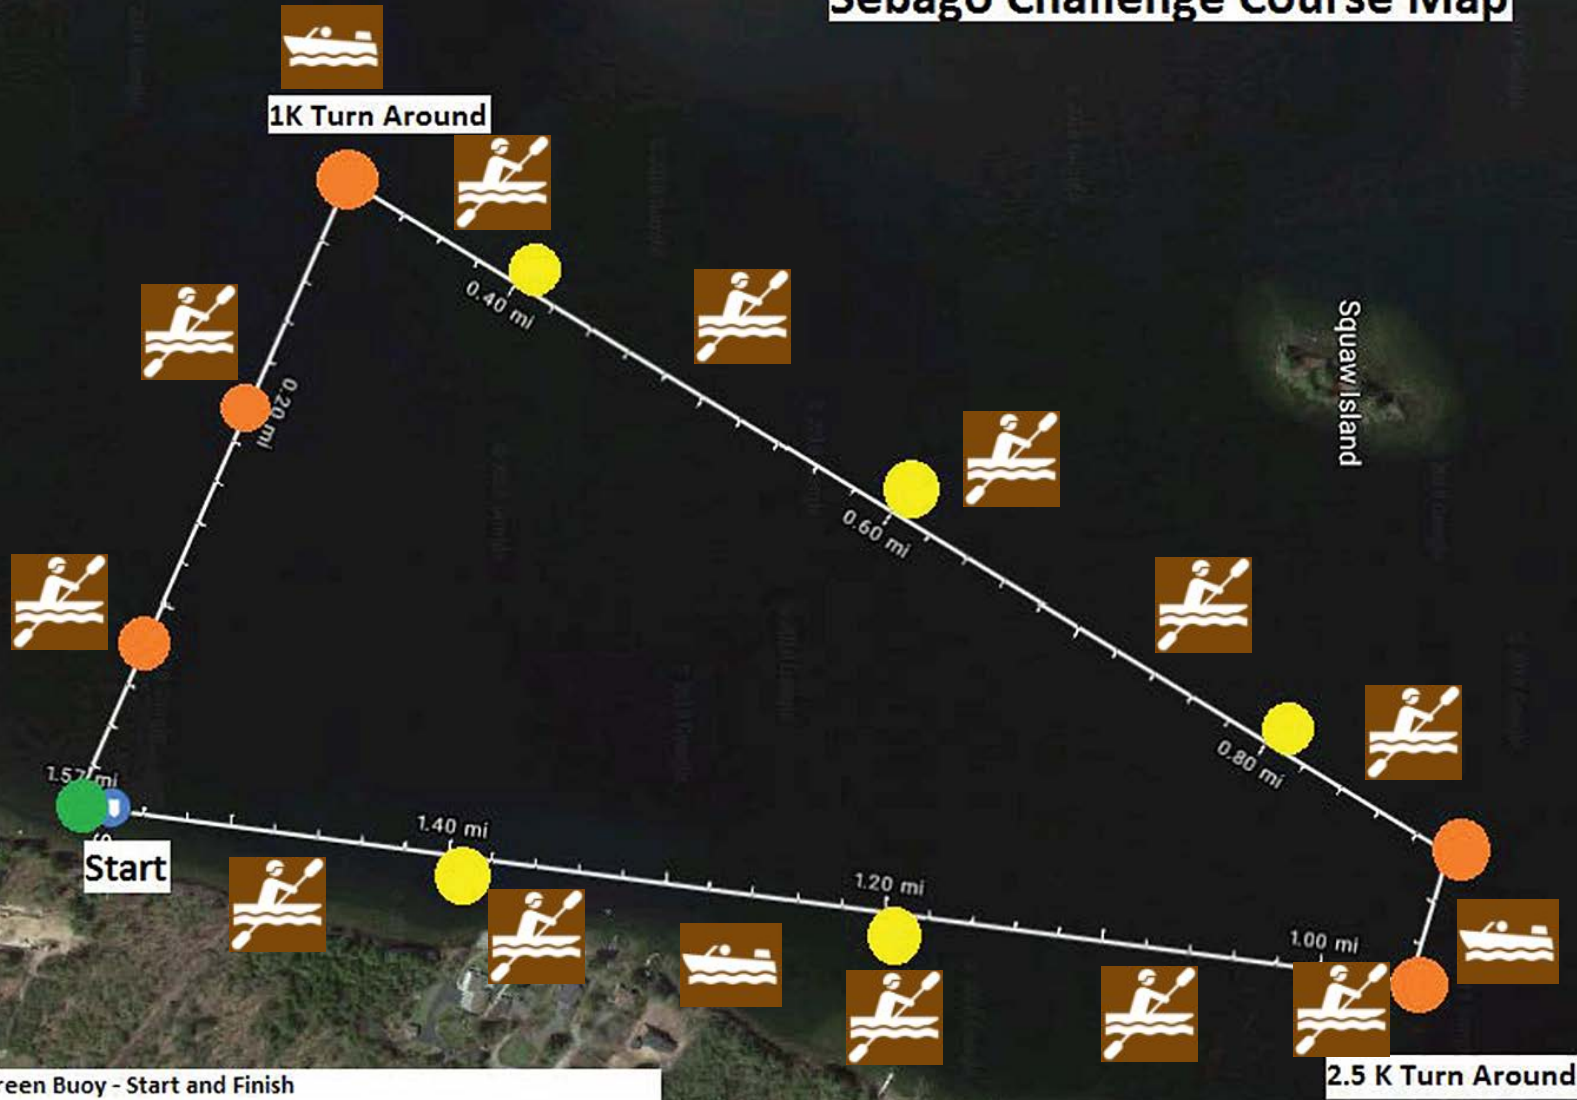 Sebago Challenge Course Map
1K Turn Around
0.40 mi
Squaw Island
0.20 mi
0.60 mi
0.80 mi
1.57 mi
1.40 mi
Start
1.20 mi
1.00 mi
2.5 K Turn Around
reen Buoy - Start and Finish